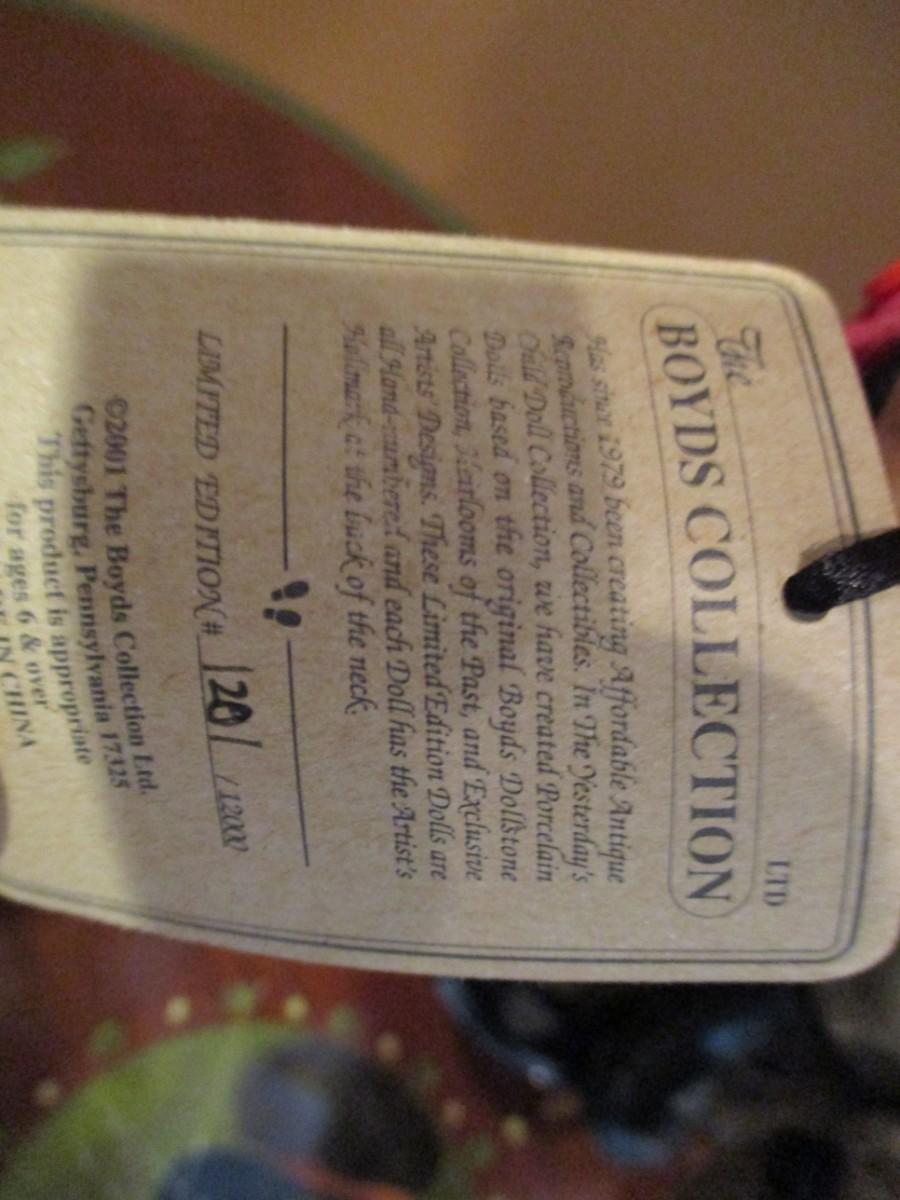 The
BOYDS COLLECTION
LTD
Has since 1979 been creating Affordable Antique
Reproductions and Collectibles. In The Yesterday's
Child Doll Collection, we have created Porcelain
Dolls based on the original Boyds Dollstone
Collection, Heirlooms of the Past, and Exclusive
Artists' Designs. These Limited Edition Dolls are
all Hand-numbered and each Doll has the Artist's
Hallmark at the back of the neck.
LIMITED EDITION# 1201 /12000
©2001 The Boyds Collection Ltd.
Gettysburg, Pennsylvania 17325
This product is appropriate
for ages 6 & over
IN CHINA